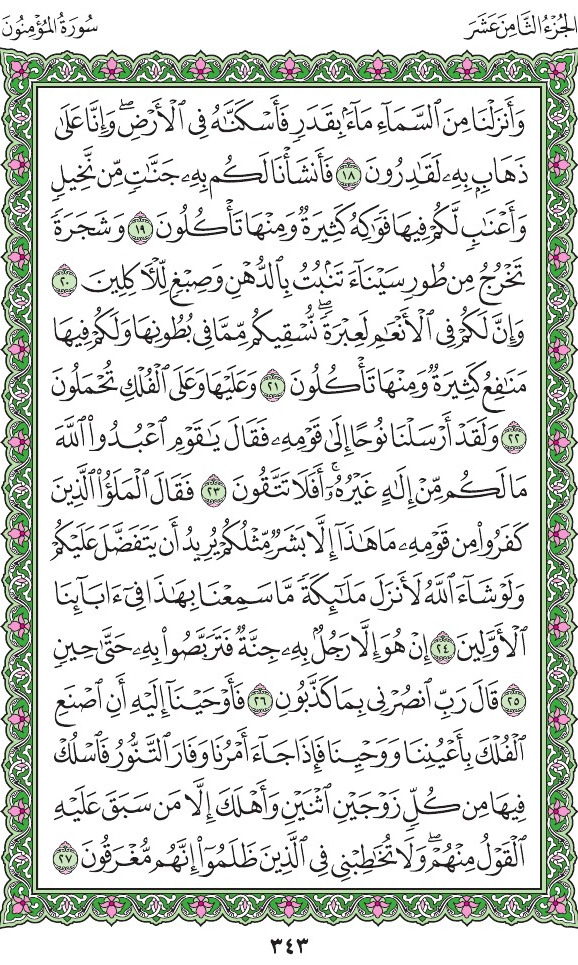 الجزء الثامن عشر
سورة المؤمنون
وَأَنزَلْنَا مِنَ ٱلسَّمَآءِ مَآءًۢ بِقَدَرٍ فَأَسْكَنَّٰهُ فِى ٱلْأَرْضِۖ وَإِنَّا عَلَىٰ
ذَهَابٍۭ بِهِۦ لَقَٰدِرُونَ ١٨ فَأَنشَأْنَا لَكُم بِهِۦ جَنَّٰتٍ مِّن نَّخِيلٍ
وَأَعْنَٰبٍ لَّكُمْ فِيهَا فَوَٰكِهُ كَثِيرَةٌ وَمِنْهَا تَأْكُلُونَ ١٩ وَشَجَرَةً
تَخْرُجُ مِن طُورِ سَيْنَآءَ تَنۢبُتُ بِٱلدُّهْنِ وَصِبْغٍ لِّلْأٓكِلِينَ ٢٠
وَإِنَّ لَكُمْ فِى ٱلْأَنْعَٰمِ لَعِبْرَةًۖ نُّسْقِيكُم مِّمَّا فِى بُطُونِهَا وَلَكُمْ فِيهَا
مَنَٰفِعُ كَثِيرَةٌ وَمِنْهَا تَأْكُلُونَ ٢١ وَعَلَيْهَا وَعَلَى ٱلْفُلْكِ تُحْمَلُونَ
٢٢ وَلَقَدْ أَرْسَلْنَا نُوحًا إِلَىٰ قَوْمِهِۦ فَقَالَ يَٰقَوْمِ ٱعْبُدُوا۟ ٱللَّهَ
مَا لَكُم مِّنْ إِلَٰهٍ غَيْرُهُۥٓۚ أَفَلَا تَتَّقُونَ ٢٣ فَقَالَ ٱلْمَلَؤُا۟ ٱلَّذِينَ
كَفَرُوا۟ مِن قَوْمِهِۦ مَا هَٰذَآ إِلَّا بَشَرٌ مِّثْلُكُمْ يُرِيدُ أَن يَتَفَضَّلَ عَلَيْكُمْ
وَلَوْ شَآءَ ٱللَّهُ لَأَنزَلَ مَلَٰٓئِكَةً مَّا سَمِعْنَا بِهَٰذَا فِىٓ ءَابَآئِنَا
ٱلْأَوَّلِينَ ٢٤ إِنْ هُوَ إِلَّا رَجُلٌۢ بِهِۦ جِنَّةٌ فَتَرَبَّصُوا۟ بِهِۦ حَتَّىٰ حِينٍ
٢٥ قَالَ رَبِّ ٱنصُرْنِى بِمَا كَذَّبُونِ ٢٦ فَأَوْحَيْنَآ إِلَيْهِ أَنِ ٱصْنَعِ
ٱلْفُلْكَ بِأَعْيُنِنَا وَوَحْيِنَا فَإِذَا جَآءَ أَمْرُنَا وَفَارَ ٱلتَّنُّورُ فَٱسْلُكْ
فِيهَا مِن كُلٍّ زَوْجَيْنِ ٱثْنَيْنِ وَأَهْلَكَ إِلَّا مَن سَبَقَ عَلَيْهِ
ٱلْقَوْلُ مِنْهُمْۖ وَلَا تُخَٰطِبْنِى فِى ٱلَّذِينَ ظَلَمُوٓا۟ إِنَّهُم مُّغْرَقُونَ ٢٧
٣٤٣